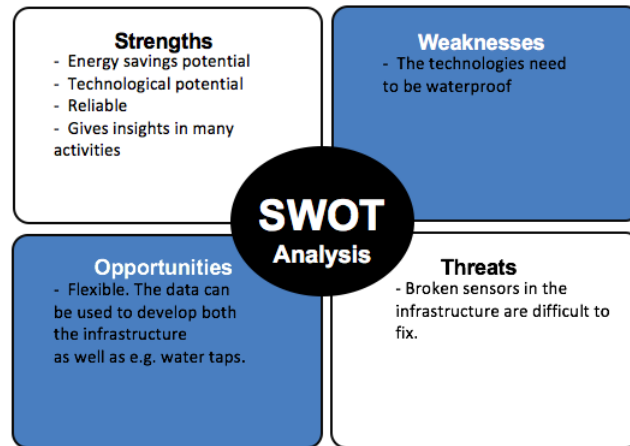 Strengths
- Energy savings potential
- Technological potential
- Reliable
- Gives insights in many
activities
Weaknesses
- The technologies need
to be waterproof
SWOT
Analysis
Opportunities
- Flexible. The data can
be used to develop both
the infrastructure
as well as e.g. water taps.
Threats
- Broken sensors in the
infrastructure are difficult to
fix.